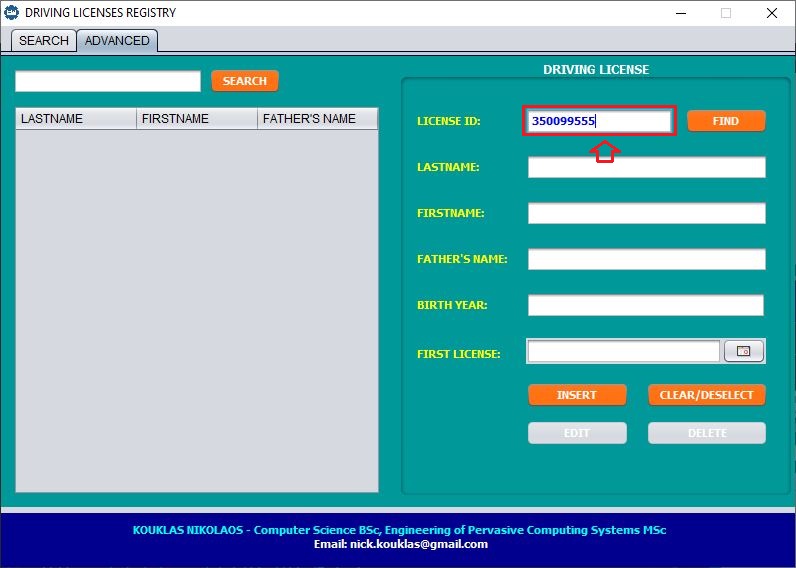 DRIVING LICENSES REGISTRY
SEARCH ADVANCED
SEARCH
LASTNAME FIRSTNAME FATHER'S NAME
DRIVING LICENSE
LICENSE ID: 350099555 FIND
LASTNAME:
FIRSTNAME:
FATHER'S NAME:
BIRTH YEAR:
FIRST LICENSE:
INSERT CLEAR/DESELECT
EDIT DELETE
KOUKLAS NIKOLAOS - Computer Science BSc, Engineering of Pervasive Computing Systems MSc
Email: nick.kouklas@gmail.com